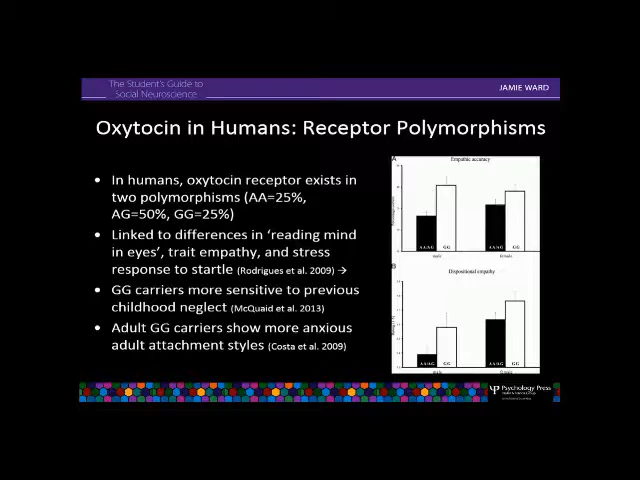 The Student's Guide to
Social Neuroscience
JAMIE WARD
Oxytocin in Humans: Receptor Polymorphisms
• In humans, oxytocin receptor exists in
two polymorphisms (AA=25%,
AG=50%, GG=25%)
• Linked to differences in ‘reading mind
in eyes’, trait empathy, and stress
response to startle (Rodrigues et al. 2009) →
• GG carriers more sensitive to previous
childhood neglect (McQuaid et al. 2013)
• Adult GG carriers show more anxious
adult attachment styles (Costa et al. 2009)
A
Empathic accuracy
GG
GG
male
female
B
Dispositional empathy
GG
GG
male
female
Psychology Press